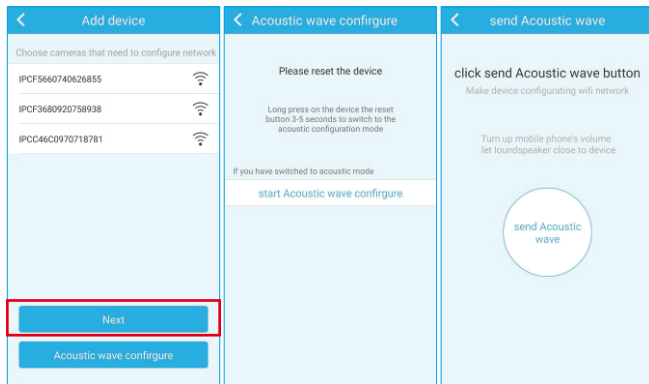 Add device
Choose cameras that need to configure network
IPCF5660740626855
IPCF3680920758938
IPCC46C0970718781
Next
Acoustic wave confirgure
Acoustic wave confirgure
Please reset the device
Long press on the device the reset
button 3-5 seconds to switch to the
acoustic configuration mode
If you have switched to acoustic mode
start Acoustic wave confirgure
send Acoustic wave
click send Acoustic wave button
Make device configurating wifi network
Turn up mobile phone's volume
let loundspeaker close to device
send Acoustic
wave